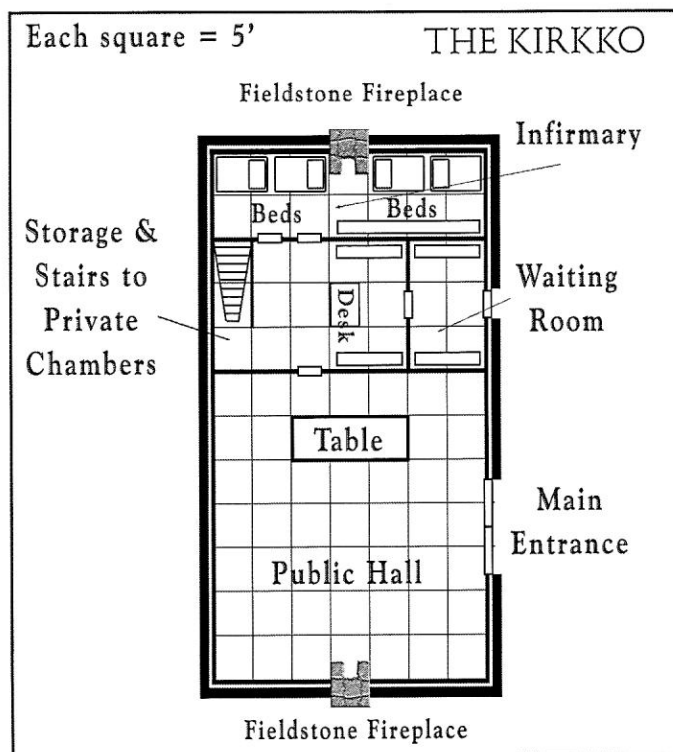 Each square = 5'
THE KIRKKO
Fieldstone Fireplace
Infirmary
Beds
Beds
Storage &
Stairs to
Private
Chambers
Desk
Waiting
Room
Table
Main
Entrance
Public Hall
Fieldstone Fireplace